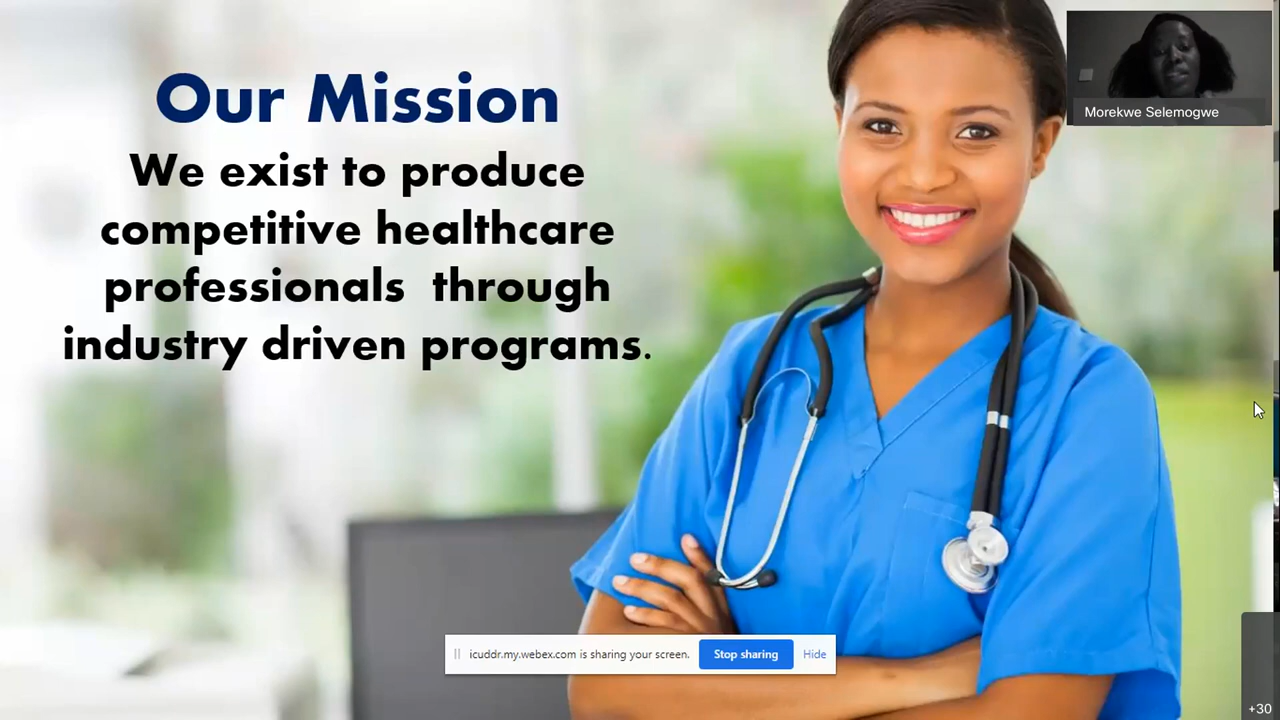 Our Mission
We exist to produce
competitive healthcare
professionals through
industry driven programs.
Morekwe Selemogwe
icuddr.my.webex.com is sharing your screen.
Stop sharing
Hide
+30